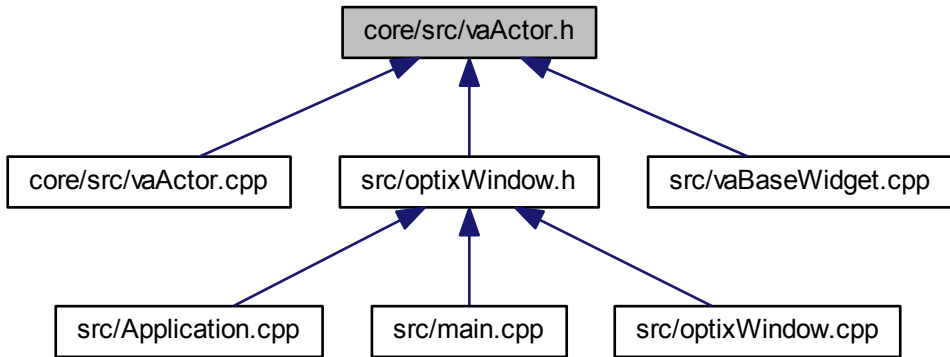 core/src/vaActor.h
core/src/vaActor.cpp
src/optixWindow.h
src/vaBaseWidget.cpp
src/Application.cpp
src/main.cpp
src/optixWindow.cpp